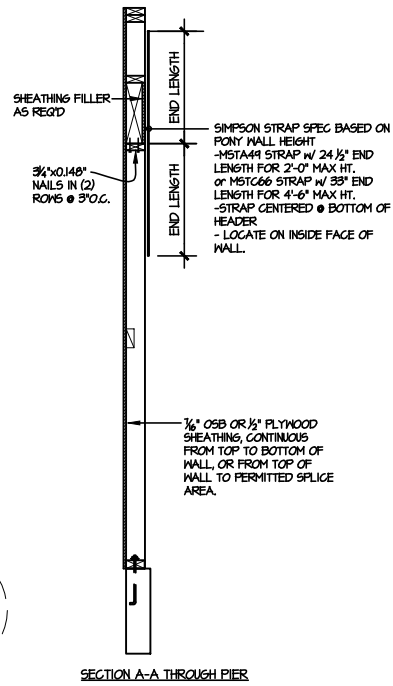 SHEATHING FILLER
AS REQ'D
END LENGTH
3¼"x0.148"
NAILS IN (2)
ROWS @ 3"O.C.
END LENGTH
SIMPSON STRAP SPEC BASED ON
PONY WALL HEIGHT
-MSTA49 STRAP w/ 24 ½" END
LENGTH FOR 2'-0" MAX HT.
or MSTC66 STRAP w/ 33" END
LENGTH FOR 4'-6" MAX HT.
-STRAP CENTERED @ BOTTOM OF
HEADER
- LOCATE ON INSIDE FACE OF
WALL.
7⁄16" OSB OR ½" PLYWOOD
SHEATHING, CONTINUOUS
FROM TOP TO BOTTOM OF
WALL, OR FROM TOP OF
WALL TO PERMITTED SPLICE
AREA.
SECTION A-A THROUGH PIER